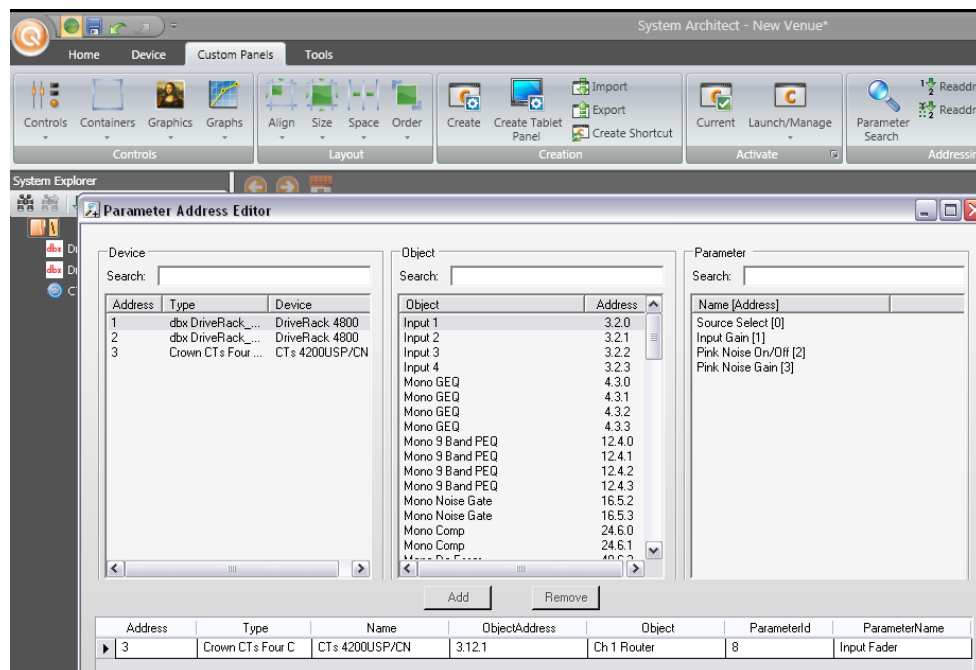 System Architect - New Venue*
Home Device Custom Panels Tools
Controls Containers Graphics Graphs Align Size Space Order Create Create Tablet Panel Import Export Create Shortcut Current Launch/Manage Parameter Search Readdr Readdr
Controls Layout Creation Activate Addressin
System Explorer
Parameter Address Editor
Device Object Parameter
Search: Search: Search:
Address Type Device Object Address Name [Address]
1 dbx DriveRack_... DriveRack 4800 Input 1 3.2.0 Source Select [0]
2 dbx DriveRack_... DriveRack 4800 Input 2 3.2.1 Input Gain [1]
3 Crown CTs Four ... CTs 4200USP/CN Input 3 3.2.2 Pink Noise On/Off [2]
Input 4 3.2.3 Pink Noise Gain [3]
Mono GEQ 4.3.0
Mono GEQ 4.3.1
Mono GEQ 4.3.2
Mono GEQ 4.3.3
Mono 9 Band PEQ 12.4.0
Mono 9 Band PEQ 12.4.1
Mono 9 Band PEQ 12.4.2
Mono 9 Band PEQ 12.4.3
Mono Noise Gate 16.5.2
Mono Noise Gate 16.5.3
Mono Comp 24.6.0
Mono Comp 24.6.1
Add Remove
Address Type Name ObjectAddress Object ParameterId ParameterName
3 Crown CTs Four C CTs 4200USP/CN 3.12.1 Ch 1 Router 8 Input Fader